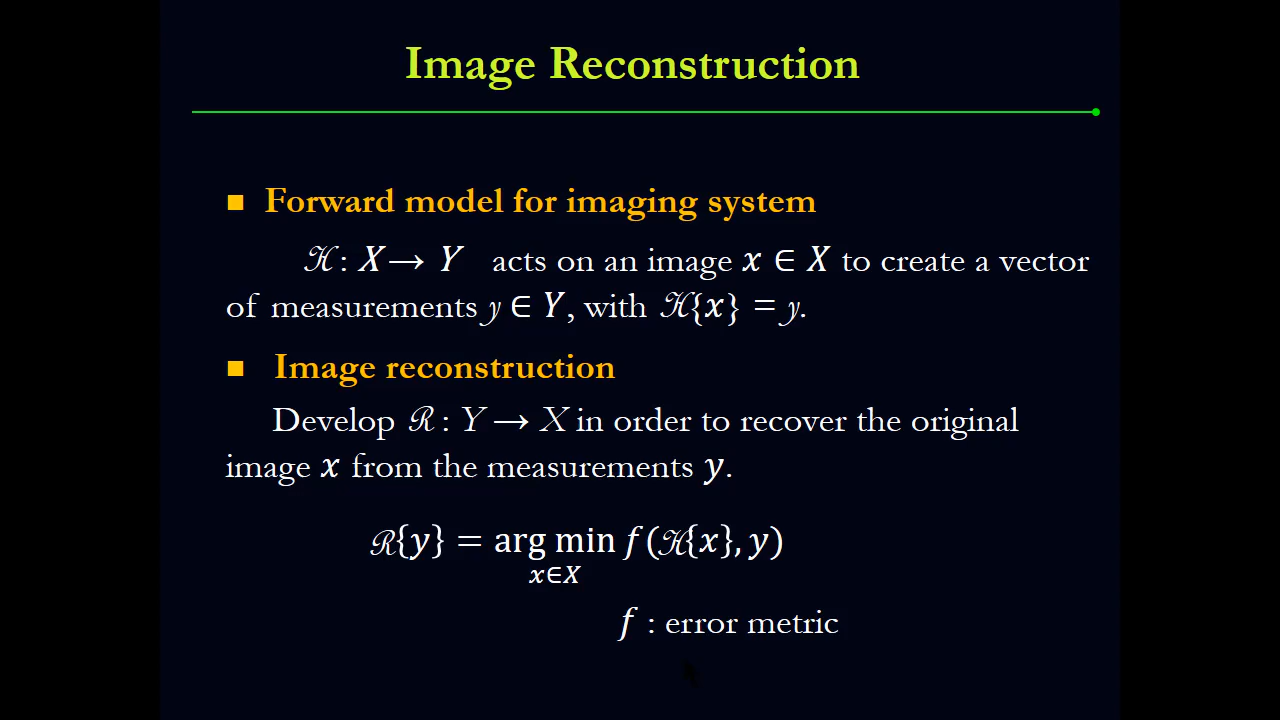 Image Reconstruction
■ Forward model for imaging system
ℋ: X → Y acts on an image x ∈ X to create a vector
of measurements y ∈ Y, with ℋ{x} = y.
■ Image reconstruction
Develop ℛ: Y → X in order to recover the original
image x from the measurements y.
ℛ{y} = arg min f(ℋ{x}, y)
x∈X
f : error metric